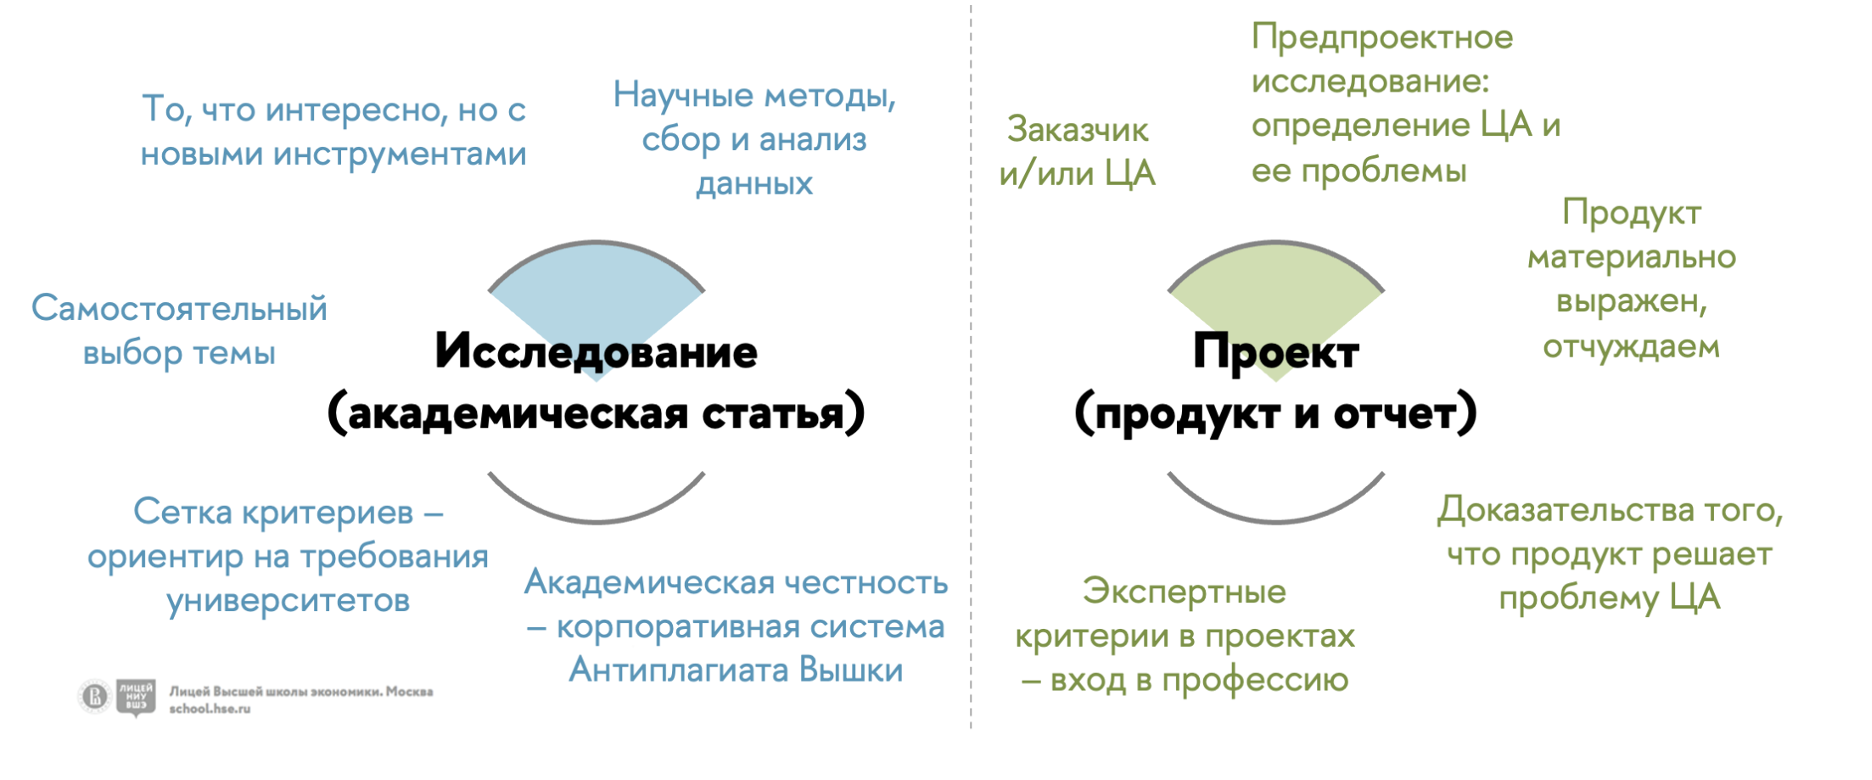 То, что интересно, но с
новыми инструментами
Научные методы,
сбор и анализ
данных
Самостоятельный
выбор темы
Исследование
(академическая статья)
Сетка критериев –
ориентир на требования
университетов
Академическая честность
– корпоративная система
Антиплагиата Вышки
Заказчик
и/или ЦА
Предпроектное
исследование:
определение ЦА и
ее проблемы
Продукт
материально
выражен,
отчуждаем
Проект
(продукт и отчет)
Доказательства того,
что продукт решает
проблему ЦА
Экспертные
критерии в проектах
– вход в профессию
ЛИЦЕЙ
НИУ
ВШЭ
Лицей Высшей школы экономики. Москва
school.hse.ru